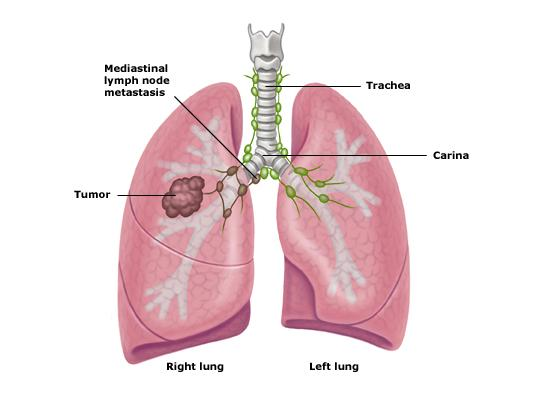 Mediastinal
lymph node
metastasis
Trachea
Carina
Tumor
Right lung
Left lung